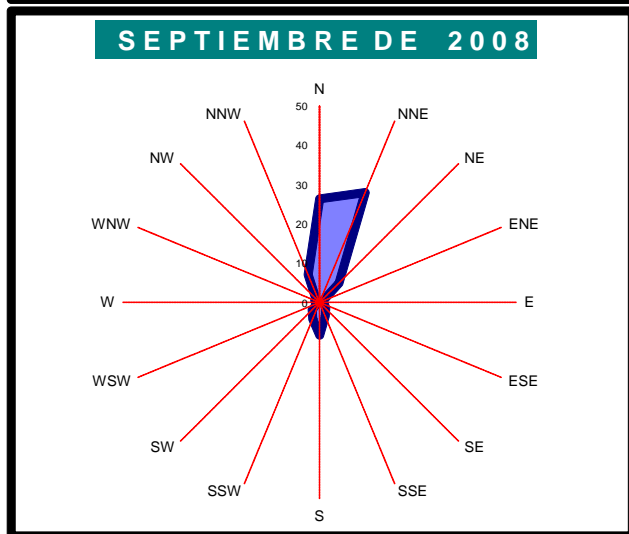 SEPTIEMBRE DE 2008
N
50
NNW NNE
40
NW NE
30
20
WNW ENE
10
W 0 E
WSW ESE
SW SE
SSW SSE
S